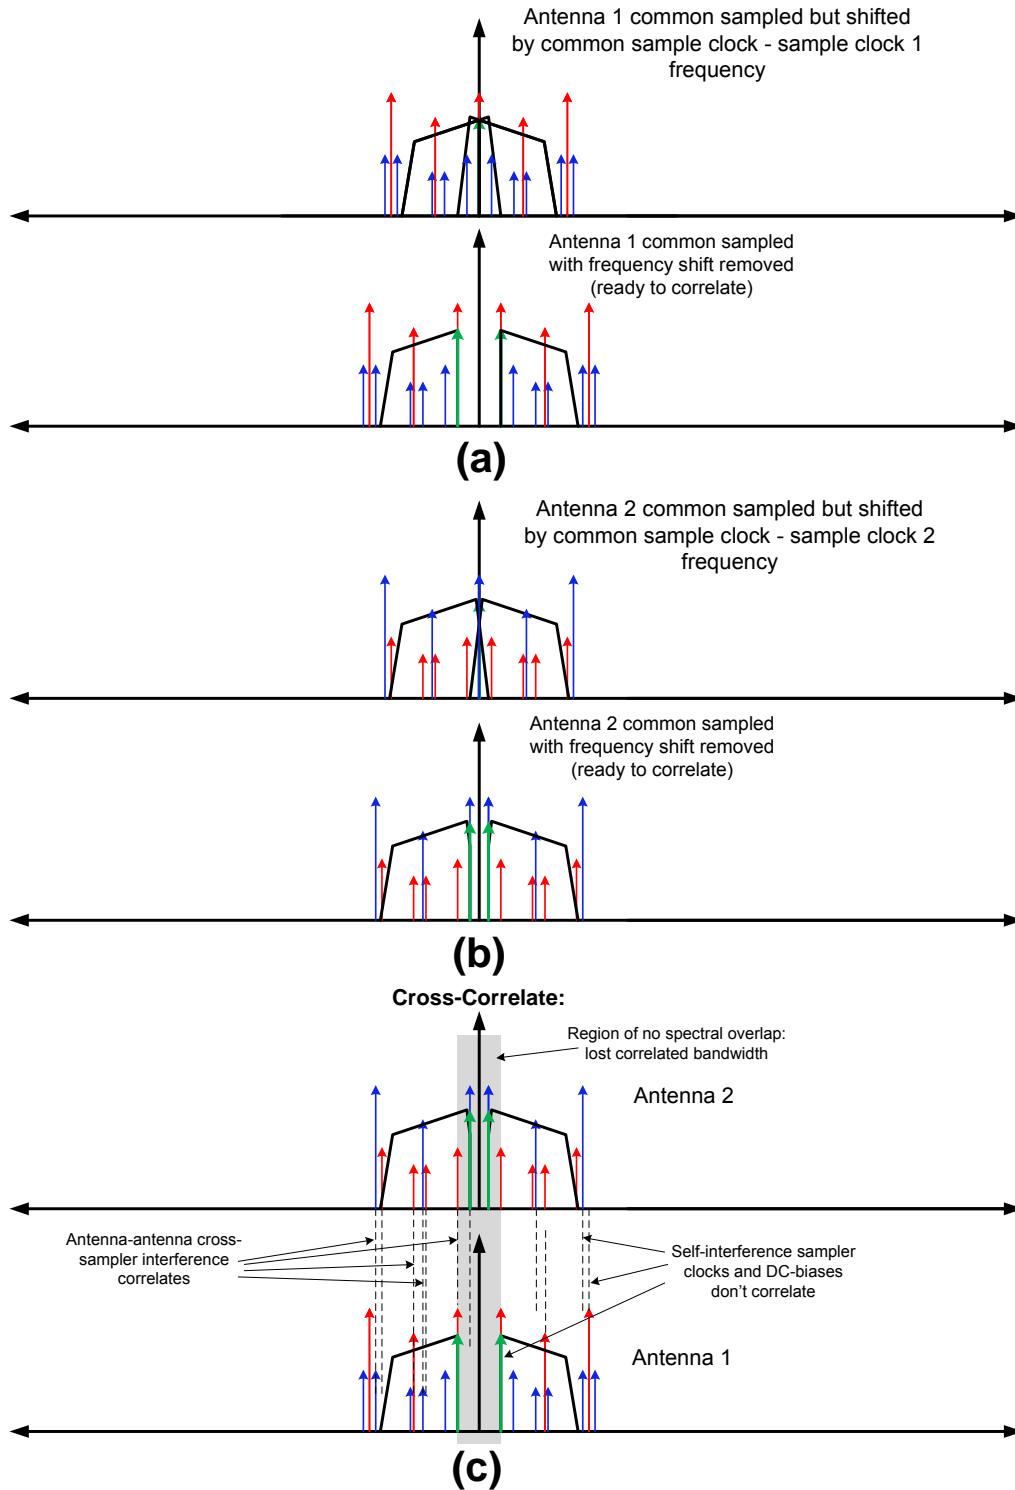 Antenna 1 common sampled but shifted
by common sample clock - sample clock 1
frequency
Antenna 1 common sampled
with frequency shift removed
(ready to correlate)
(a)
Antenna 2 common sampled but shifted
by common sample clock - sample clock 2
frequency
Antenna 2 common sampled
with frequency shift removed
(ready to correlate)
(b)
Cross-Correlate:
Region of no spectral overlap:
lost correlated bandwidth
Antenna 2
Antenna-antenna cross-
sampler interference
correlates
Self-interference sampler
clocks and DC-biases
don't correlate
Antenna 1
(c)